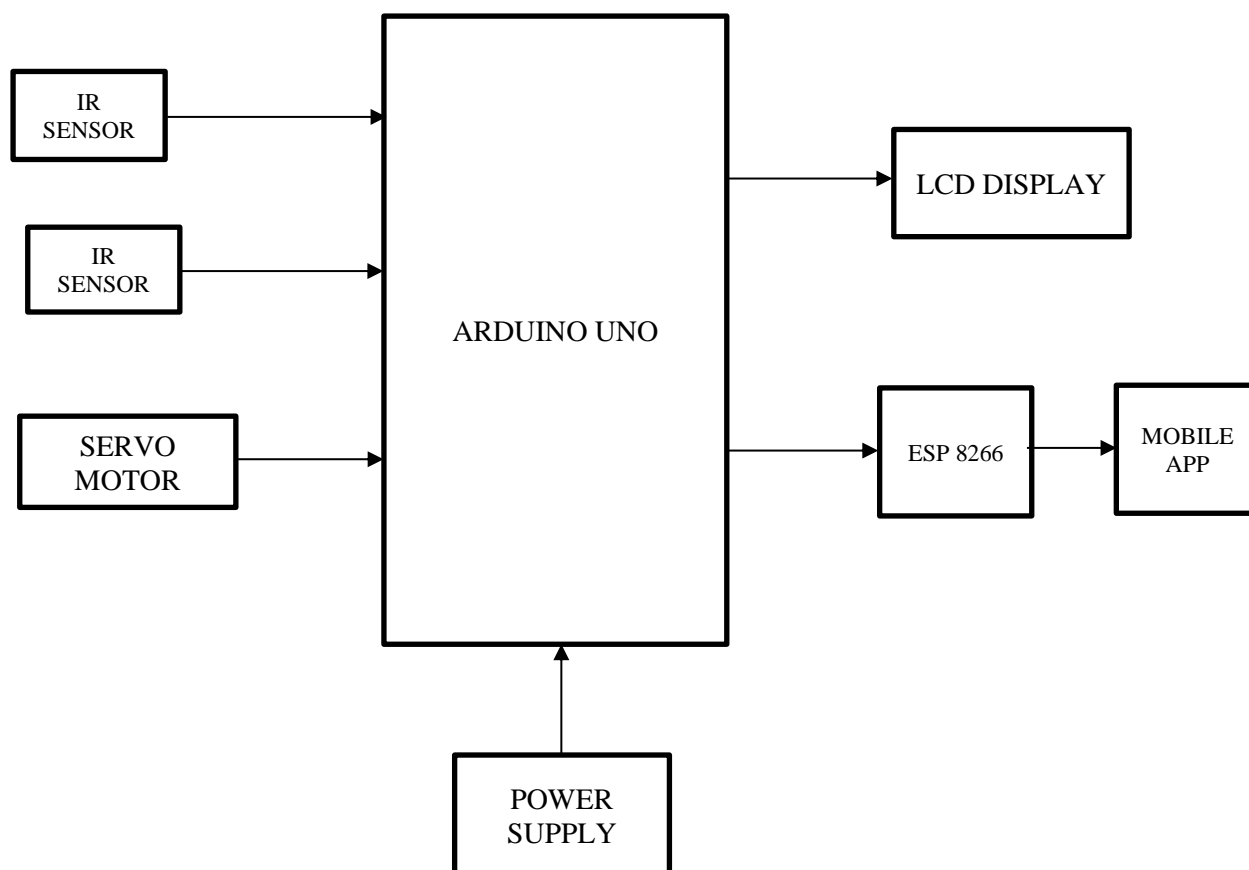 IR
SENSOR
IR
SENSOR
SERVO
MOTOR
ARDUINO UNO
LCD DISPLAY
ESP 8266
MOBILE
APP
POWER
SUPPLY